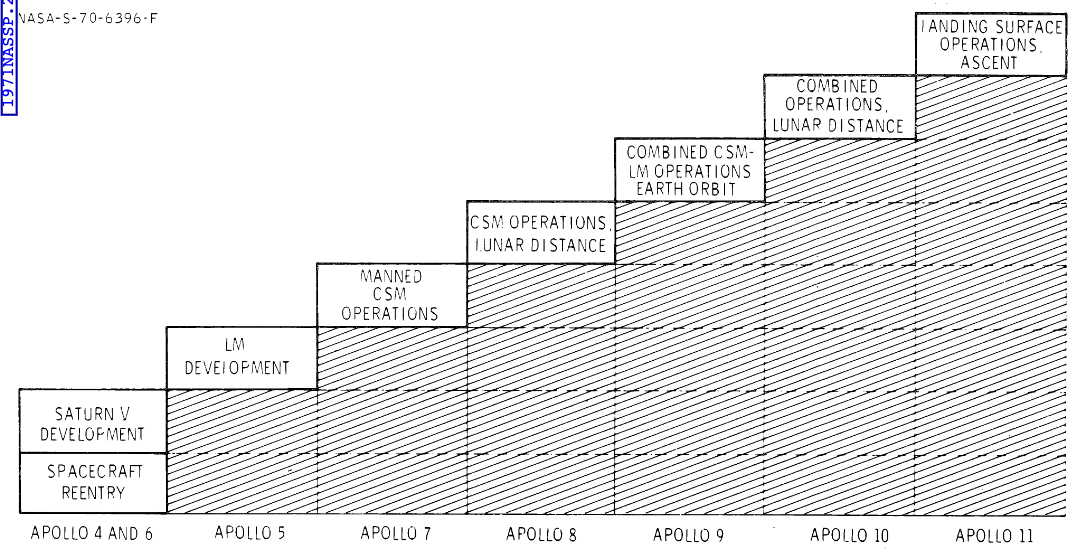 NASA-S-70-6396-F
1971NASSP.2
LANDING SURFACE
OPERATIONS,
ASCENT
COMBINED
OPERATIONS,
LUNAR DISTANCE
COMBINED CSM-
LM OPERATIONS
EARTH ORBIT
CSM OPERATIONS,
LUNAR DISTANCE
MANNED
CSM
OPERATIONS
LM
DEVELOPMENT
SATURN V
DEVELOPMENT
SPACECRAFT
REENTRY
APOLLO 4 AND 6
APOLLO 5
APOLLO 7
APOLLO 8
APOLLO 9
APOLLO 10
APOLLO 11